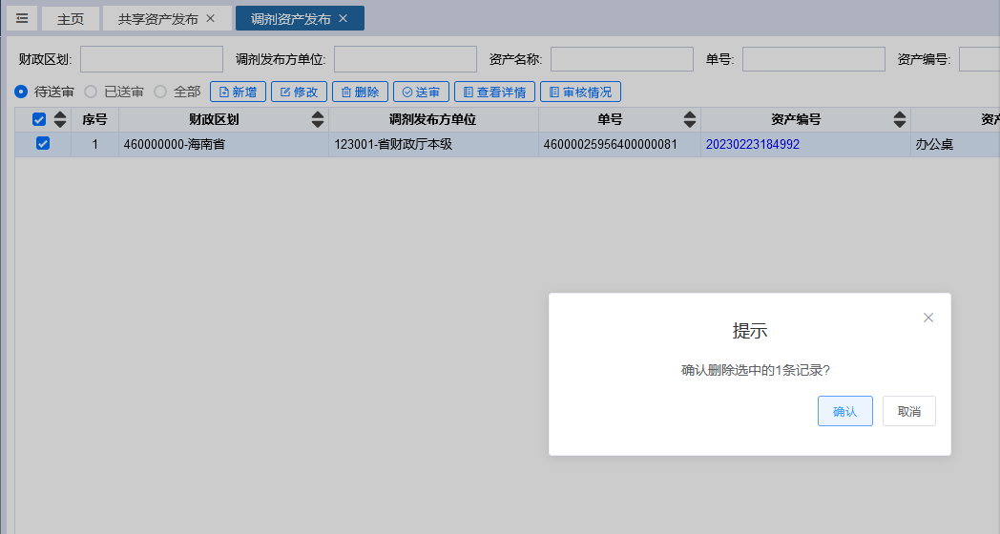 主页 共享资产发布 调剂资产发布
财政区划: 调剂发布方单位: 资产名称: 单号: 资产编号:
待送审 已送审 全部 新增 修改 删除 送审 查看详情 审核情况
序号 财政区划 调剂发布方单位 单号 资产编号 资产
1 460000000-海南省 123001-省财政厅本级 46000025956400000081 20230223184992 办公桌
提示
确认删除选中的1条记录?
确认 取消